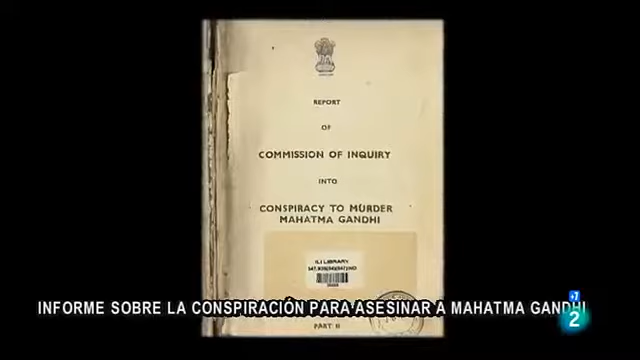 REPORT
OF
COMMISSION OF INQUIRY
INTO
CONSPIRACY TO MURDER
MAHATMA GANDHI
ILI LIBRARY
INFORME SOBRE LA CONSPIRACIÓN PARA ASESINAR A MAHATMA GANDHI
+7
2
PART II